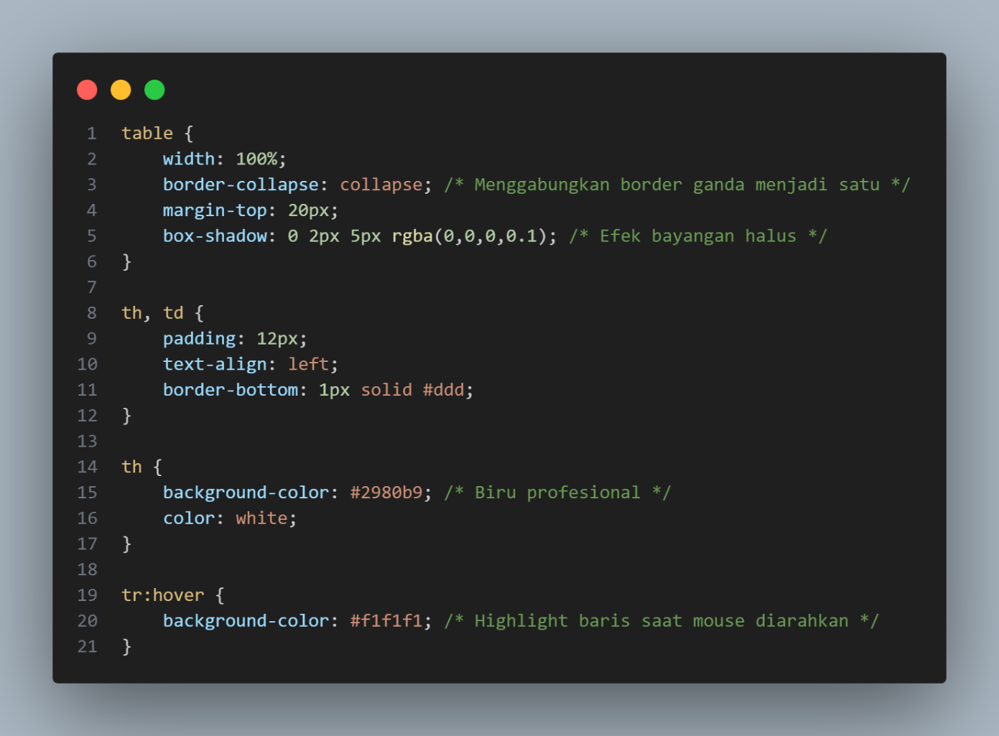 1 table {
2     width: 100%;
3     border-collapse: collapse; /* Menggabungkan border ganda menjadi satu */
4     margin-top: 20px;
5     box-shadow: 0 2px 5px rgba(0,0,0,0.1); /* Efek bayangan halus */
6 }
7
8 th, td {
9     padding: 12px;
10     text-align: left;
11     border-bottom: 1px solid #ddd;
12 }
13
14 th {
15     background-color: #2980b9; /* Biru profesional */
16     color: white;
17 }
18
19 tr:hover {
20     background-color: #f1f1f1; /* Highlight baris saat mouse diarahkan */
21 }